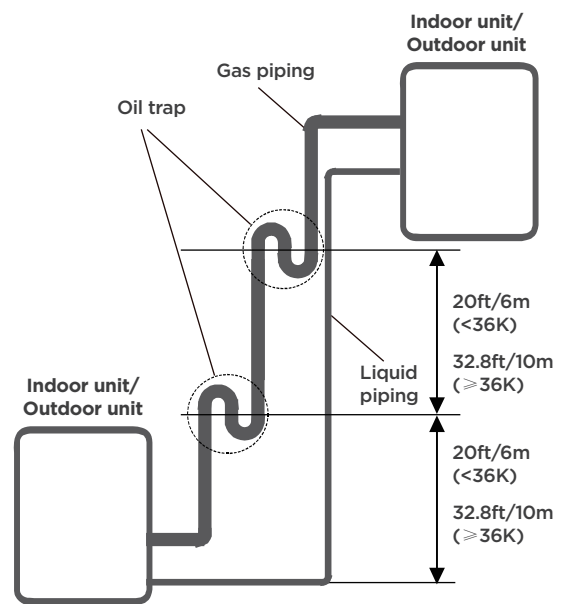 Indoor unit/
Outdoor unit
Gas piping
Oil trap
20ft/6m
(<36K)
32.8ft/10m
(⩾36K)
Liquid
piping
Indoor unit/
Outdoor unit
20ft/6m
(<36K)
32.8ft/10m
(⩾36K)